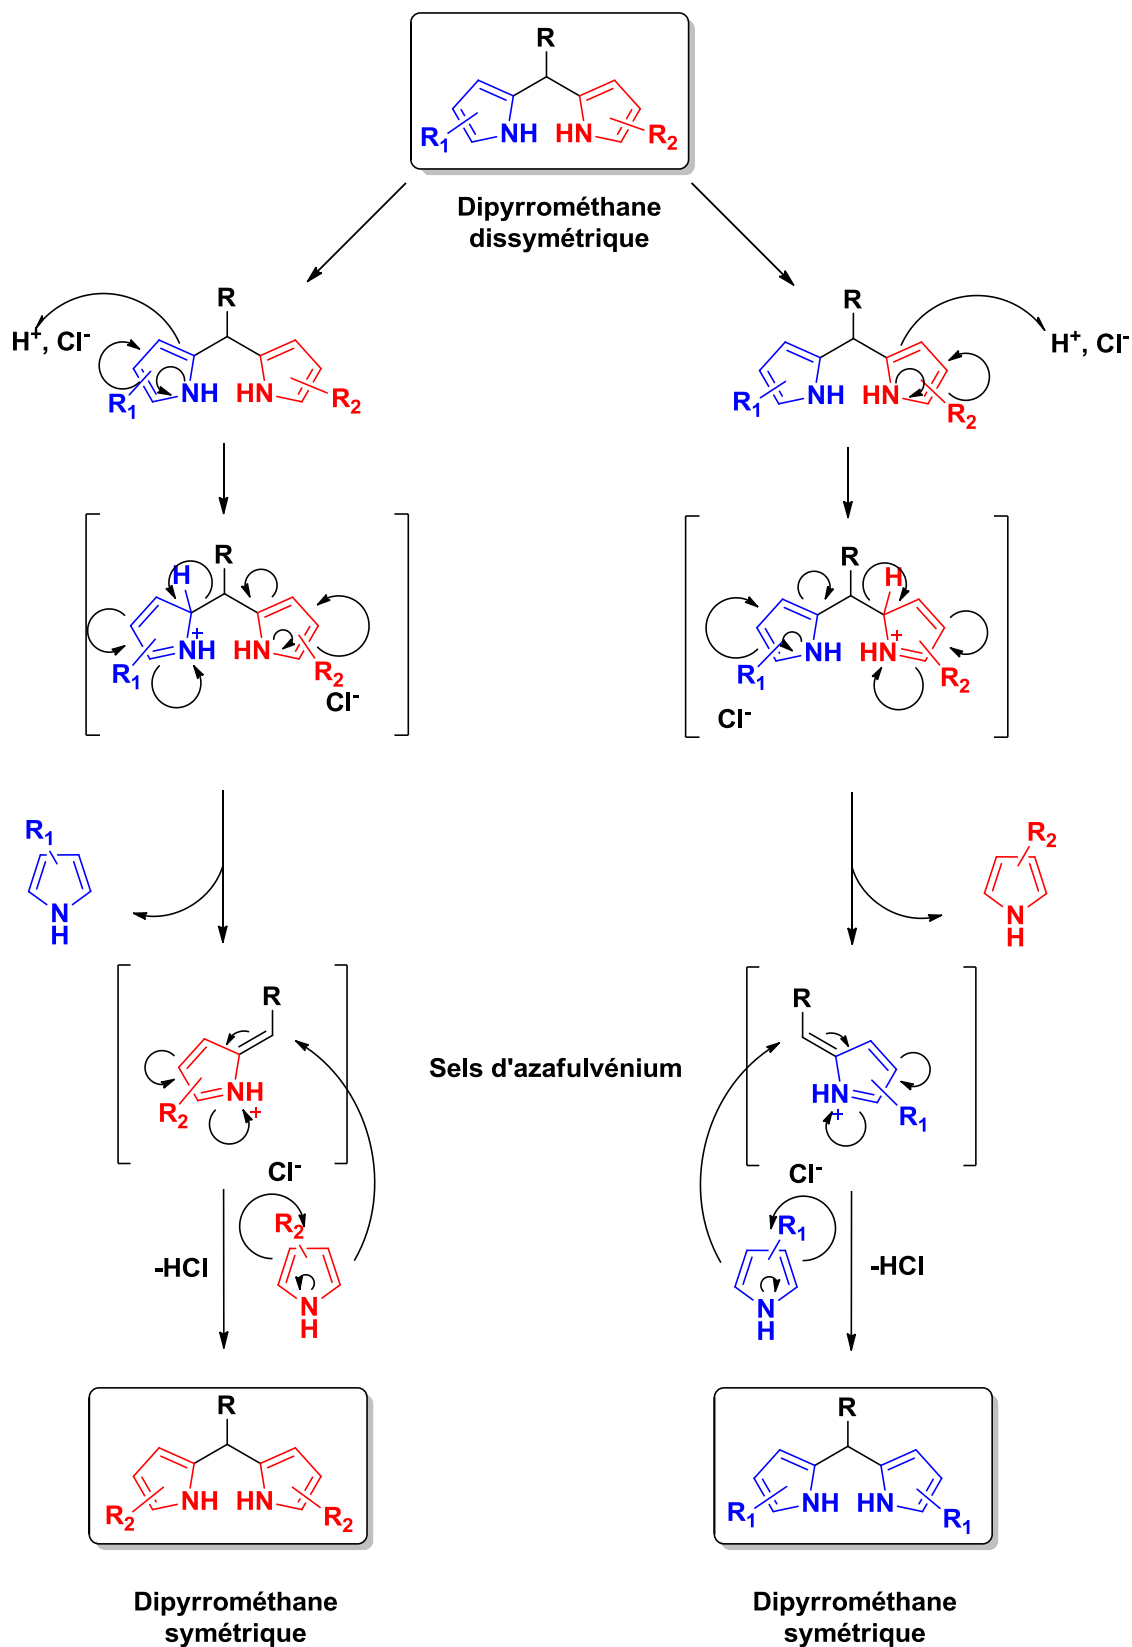 R
R₁ NH HN R₂
Dipyrrométhane
dissymétrique
R
H⁺, Cl⁻
R₁ NH HN R₂
R
H⁺, Cl⁻
R₁ NH HN R₂
H R
R₁ NH + HN R₂
Cl⁻
R H
R₁ NH HN + R₂
Cl⁻
R₁
N
H
R₂
N
H
R
R₂ NH
+
Sels d'azafulvénium
R
HN R₁
+
Cl⁻
R₂
N
H
-HCl
Cl⁻
R₁
N
H
-HCl
R
R₂ NH HN R₂
R
R₁ NH HN R₁
Dipyrrométhane
symétrique
Dipyrrométhane
symétrique